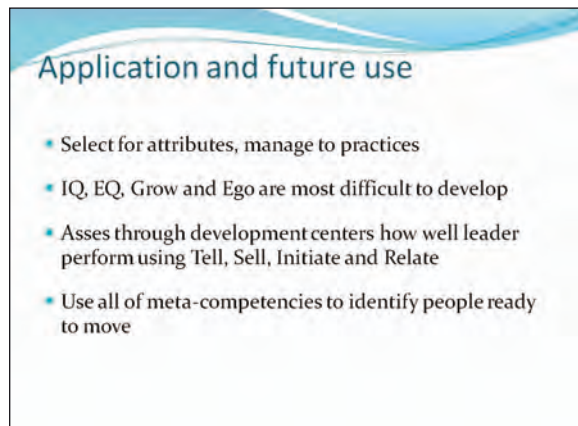 Application and future use
• Select for attributes, manage to practices
• IQ, EQ, Grow and Ego are most difficult to develop
• Asses through development centers how well leader
perform using Tell, Sell, Initiate and Relate
• Use all of meta-competencies to identify people ready
to move